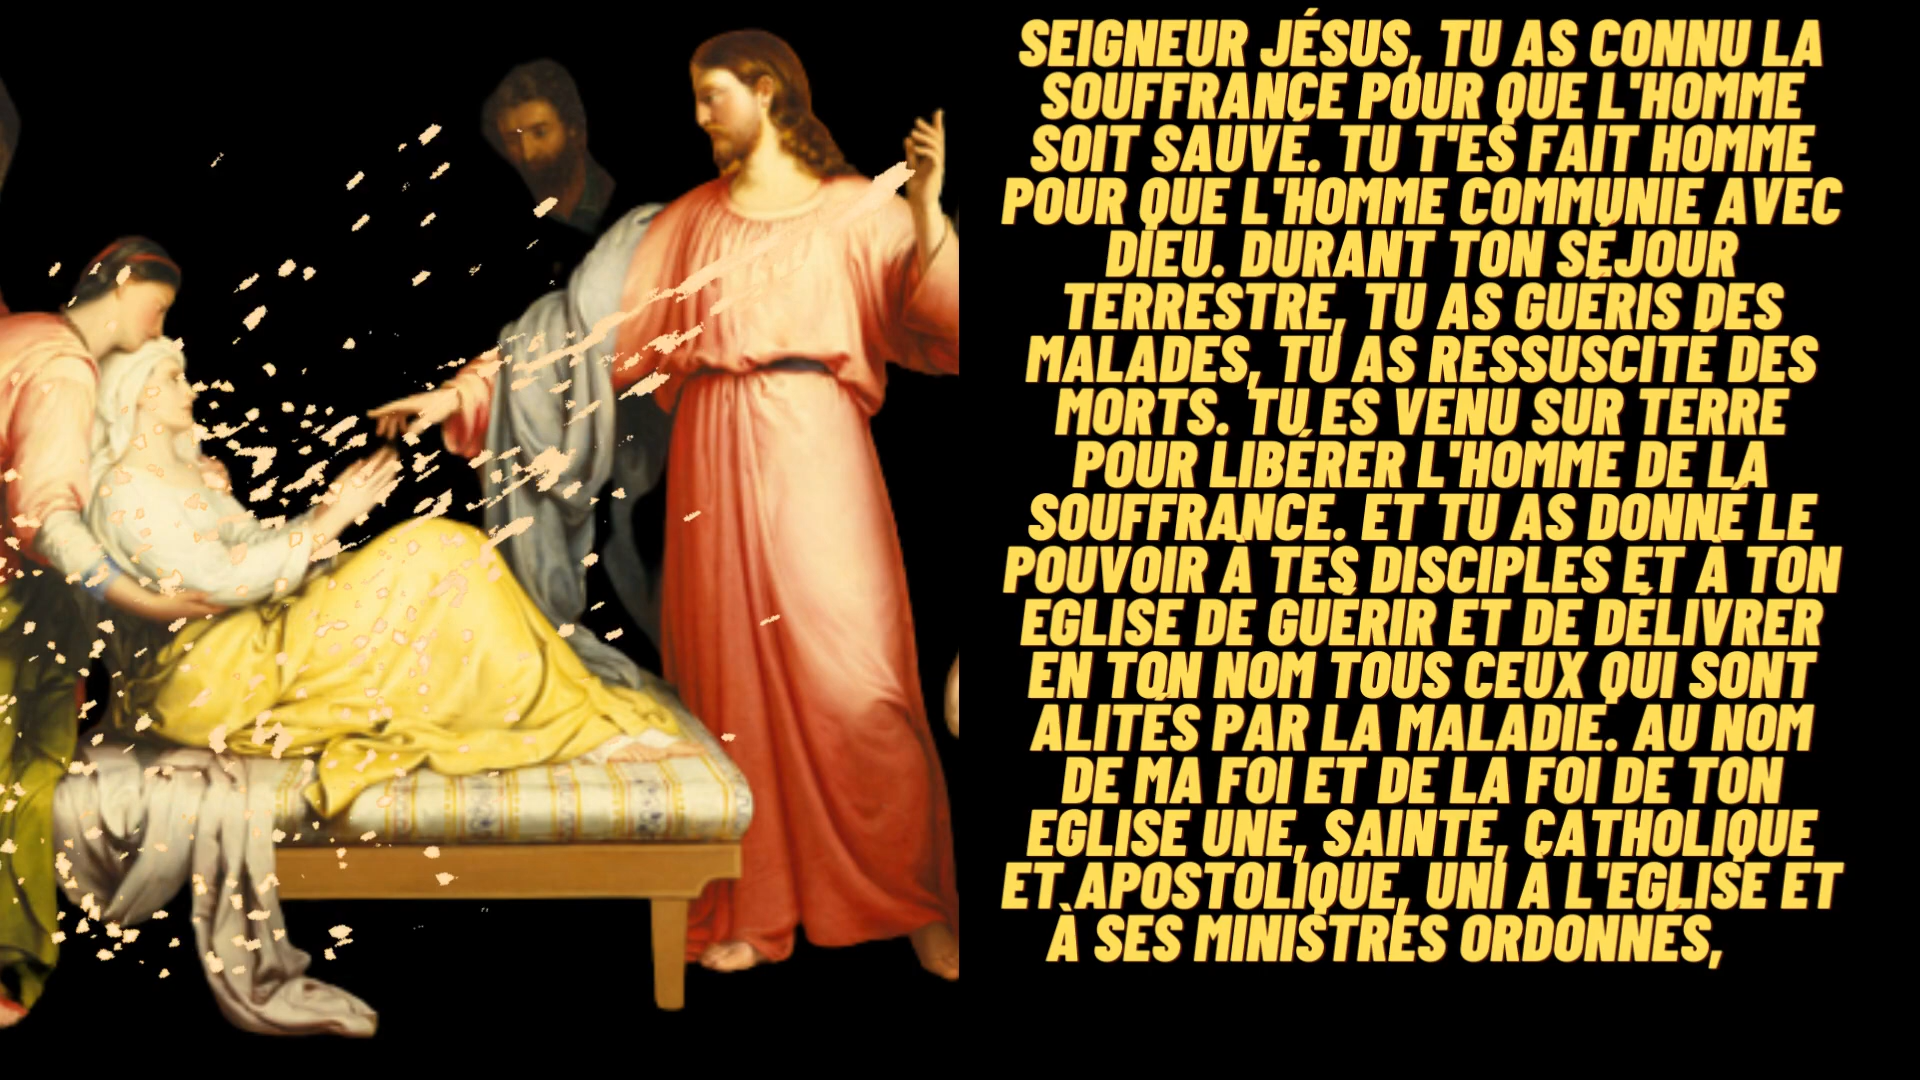 SEIGNEUR JÉSUS, TU AS CONNU LA
SOUFFRANCE POUR QUE L'HOMME
SOIT SAUVÉ. TU T'ES FAIT HOMME
POUR QUE L'HOMME COMMUNIE AVEC
DIEU. DURANT TON SÉJOUR
TERRESTRE, TU AS GUÉRIS DES
MALADES, TU AS RESSUSCITÉ DES
MORTS. TU ES VENU SUR TERRE
POUR LIBÉRER L'HOMME DE LA
SOUFFRANCE. ET TU AS DONNÉ LE
POUVOIR À TES DISCIPLES ET À TON
EGLISE DE GUÉRIR ET DE DÉLIVRER
EN TON NOM TOUS CEUX QUI SONT
ALITÉS PAR LA MALADIE. AU NOM
DE MA FOI ET DE LA FOI DE TON
EGLISE UNE, SAINTE, CATHOLIQUE
ET APOSTOLIQUE, UNI À L'EGLISE ET
À SES MINISTRES ORDONNÉS,